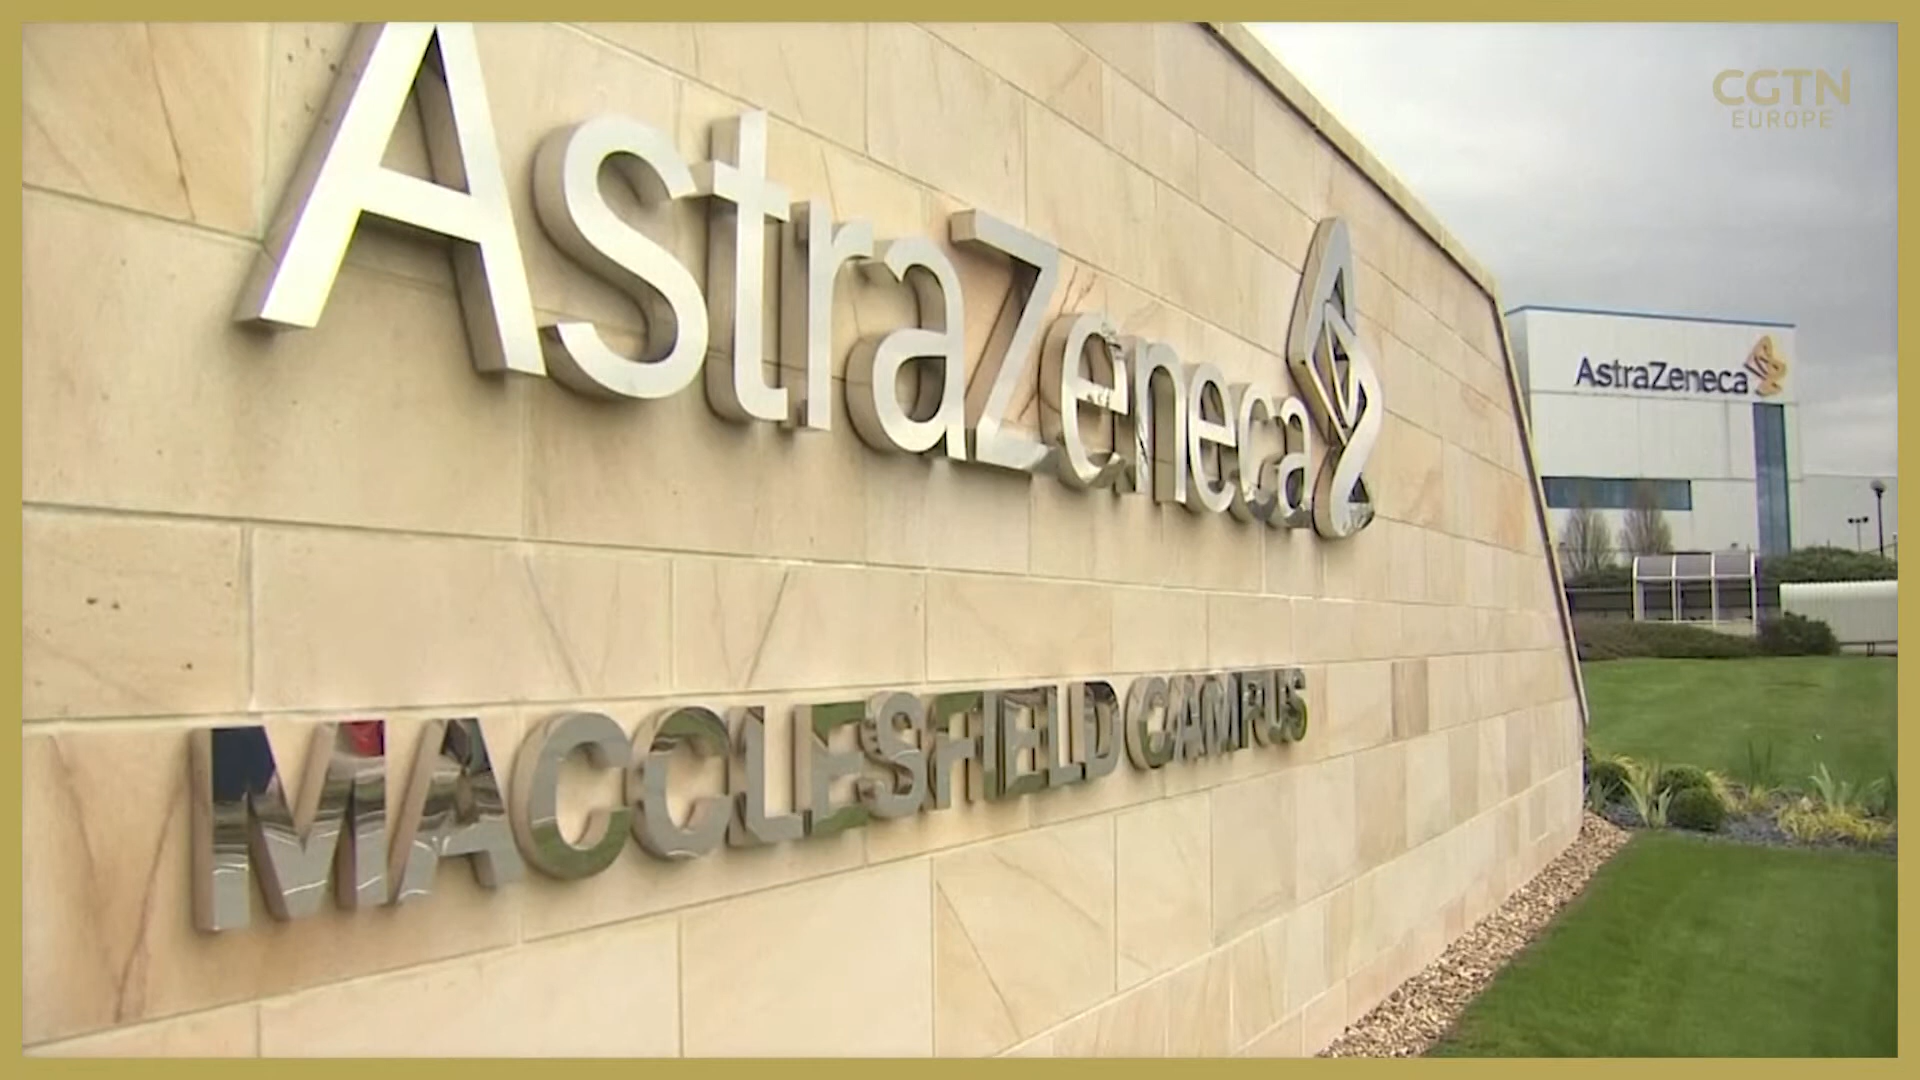 AstraZeneca
MACCLESFIELD CAMPUS
AstraZeneca
CGTN
EUROPE